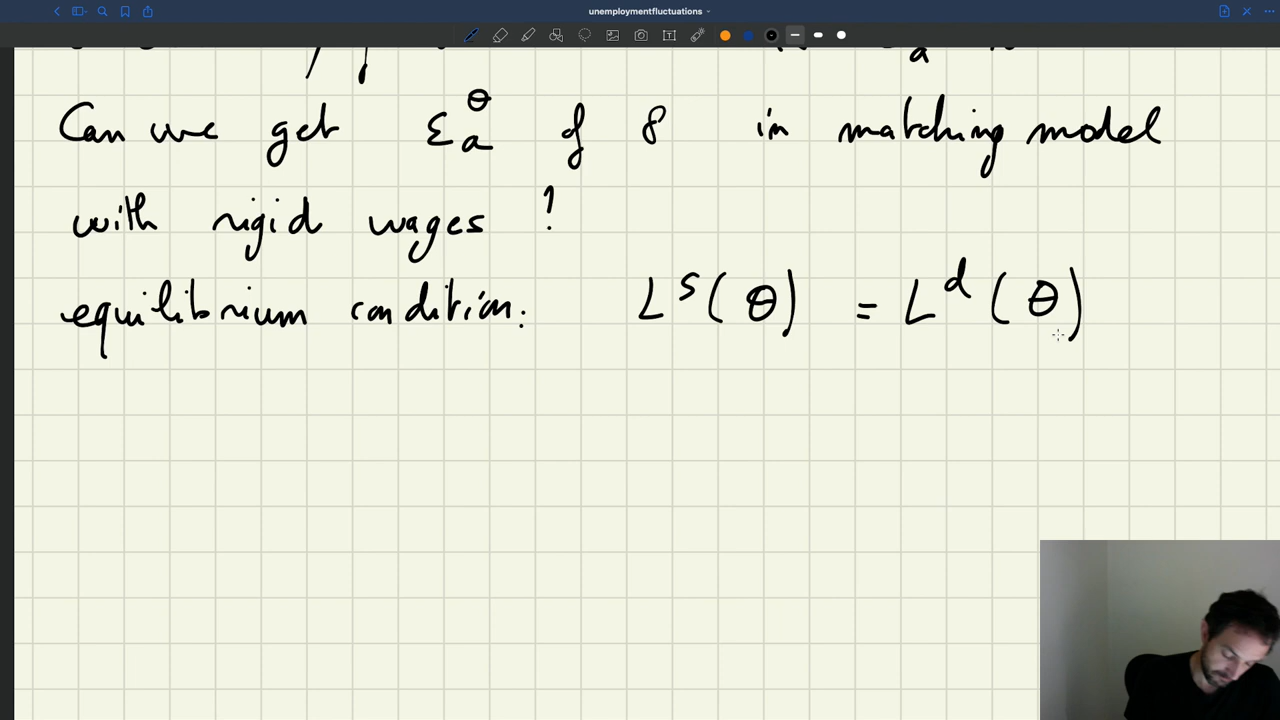 unemploymentfluctuations
Can we get ε_a^θ of 8 in matching model
with rigid wages ?
equilibrium condition: L^s(θ) = L^d(θ)